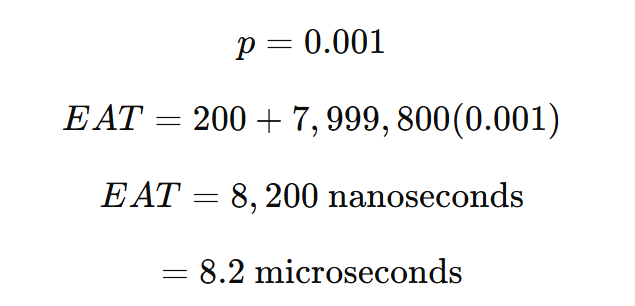 p = 0.001
EAT = 200 + 7,999,800(0.001)
EAT = 8,200 nanoseconds
= 8.2 microseconds